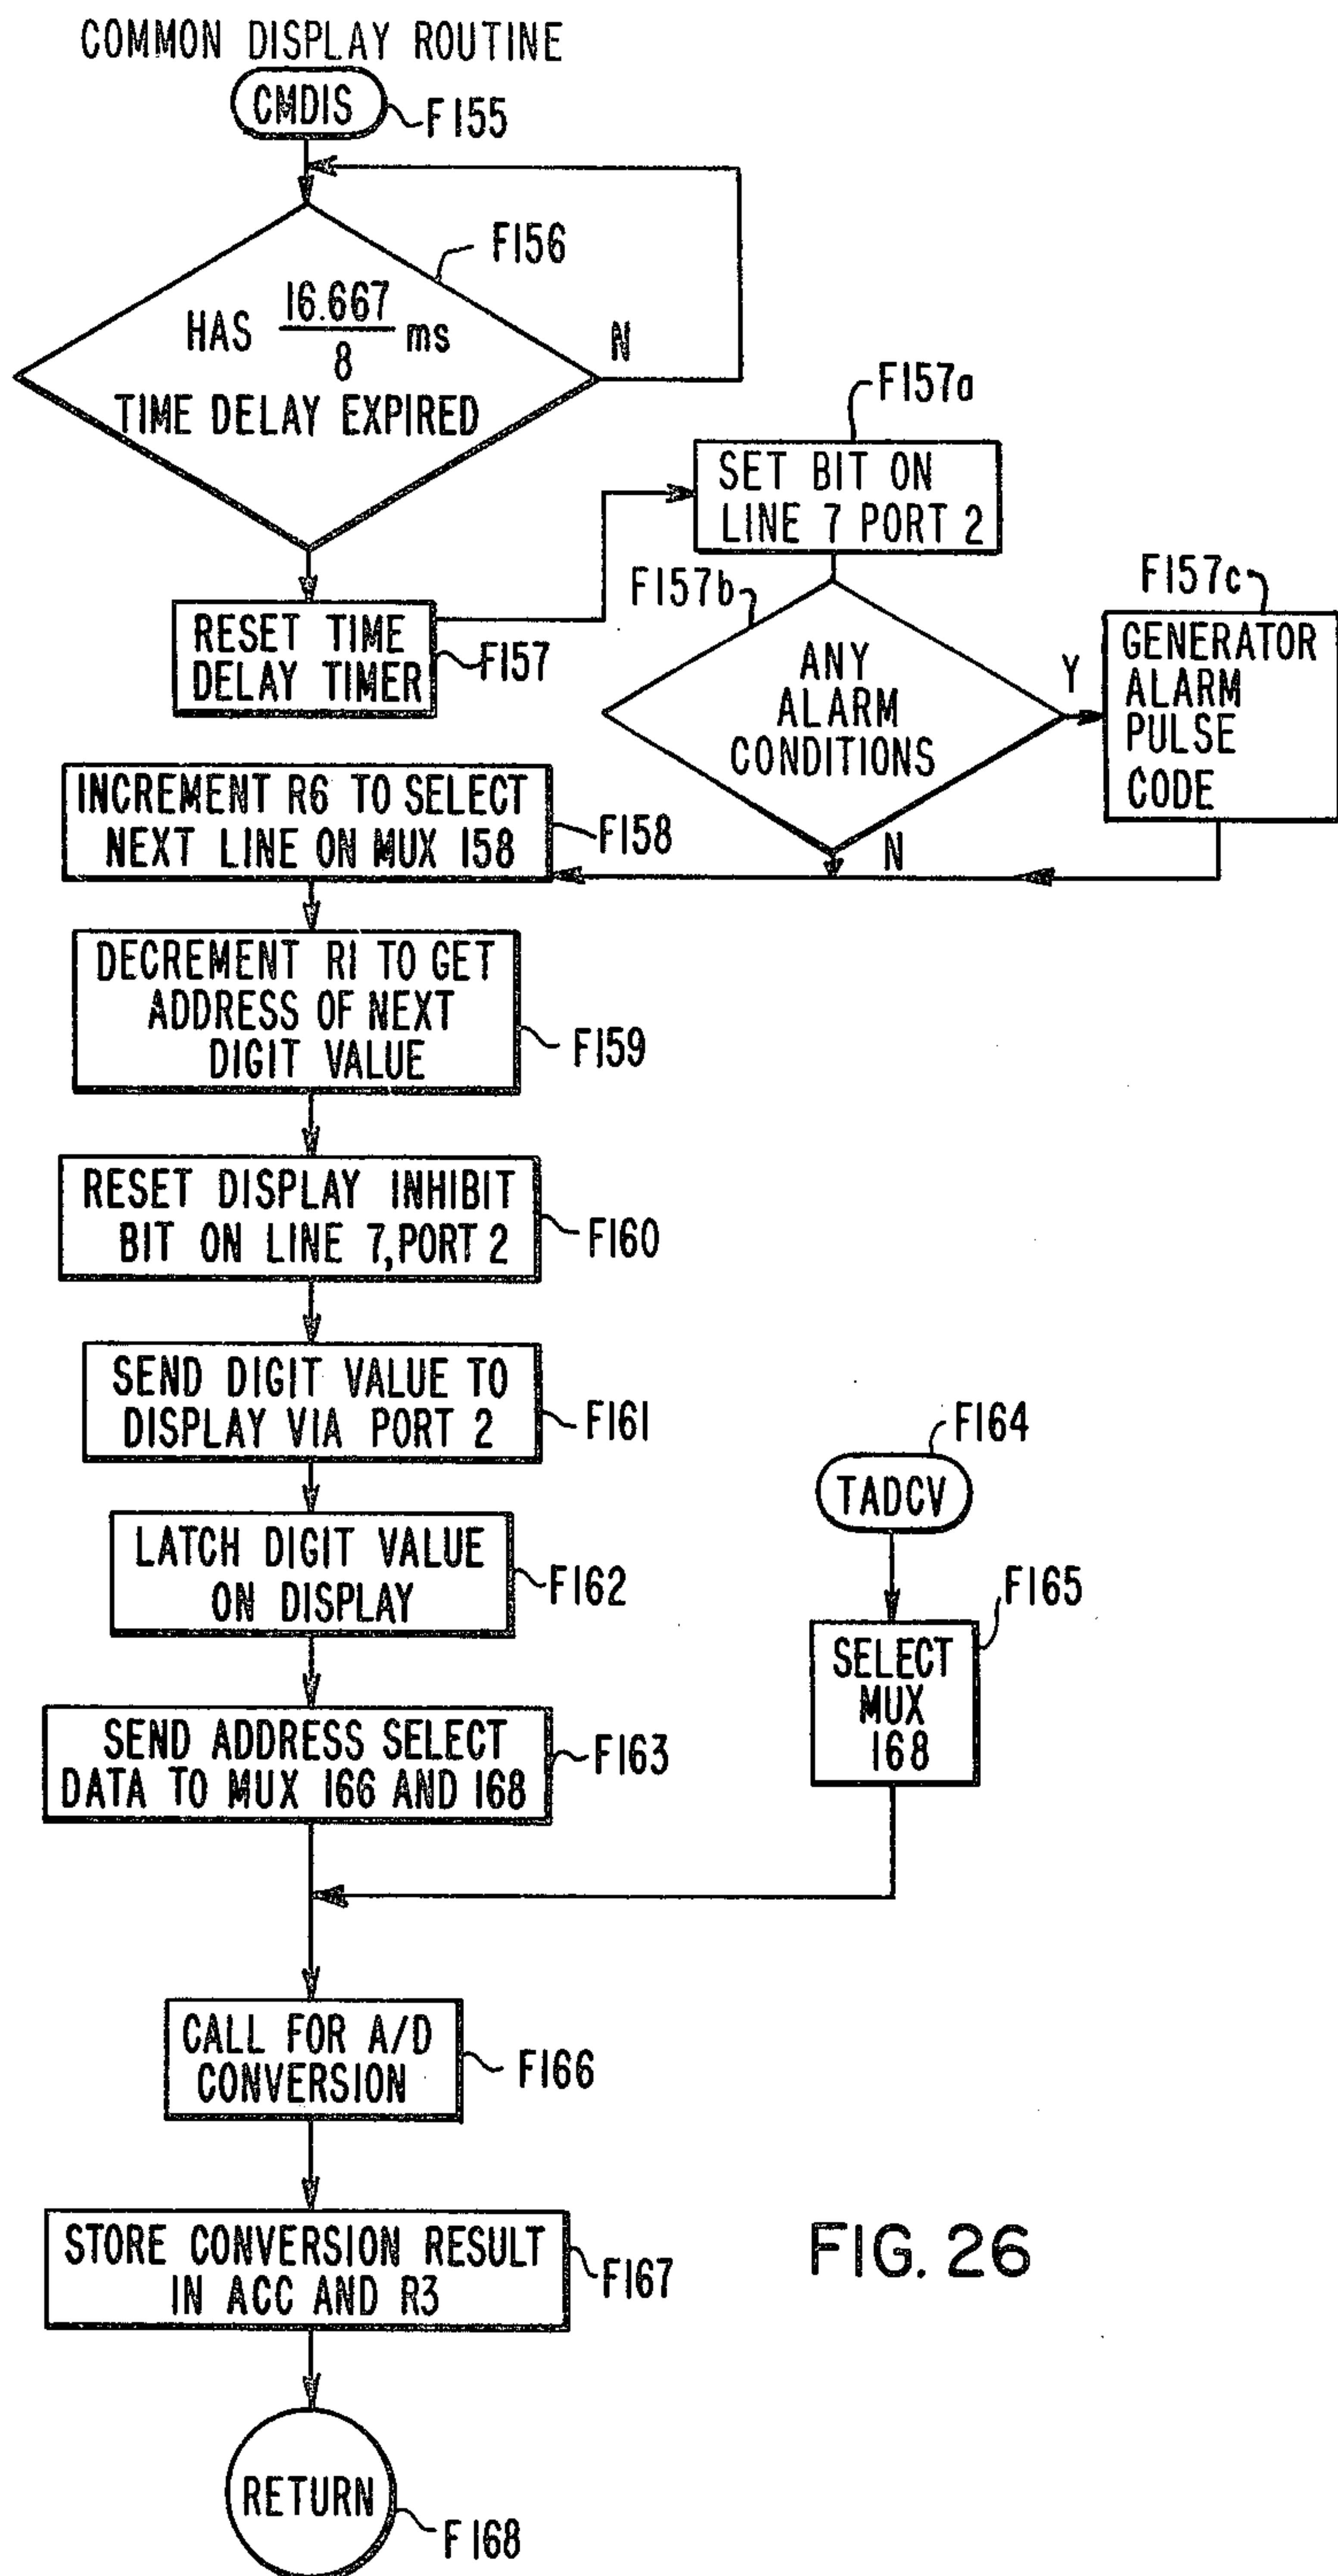 COMMON DISPLAY ROUTINE
CMDIS
F155
F156
HAS 16.667/8 ms
TIME DELAY EXPIRED
N
RESET TIME
DELAY TIMER
F157
F157a
SET BIT ON
LINE 7 PORT 2
F157b
ANY
ALARM
CONDITIONS
Y
N
F157c
GENERATOR
ALARM
PULSE
CODE
INCREMENT R6 TO SELECT
NEXT LINE ON MUX 158
F158
DECREMENT R1 TO GET
ADDRESS OF NEXT
DIGIT VALUE
F159
RESET DISPLAY INHIBIT
BIT ON LINE 7, PORT 2
F160
SEND DIGIT VALUE TO
DISPLAY VIA PORT 2
F161
LATCH DIGIT VALUE
ON DISPLAY
F162
SEND ADDRESS SELECT
DATA TO MUX 166 AND 168
F163
F164
TADCV
F165
SELECT
MUX
168
CALL FOR A/D
CONVERSION
F166
STORE CONVERSION RESULT
IN ACC AND R3
F167
RETURN
F168
FIG. 26